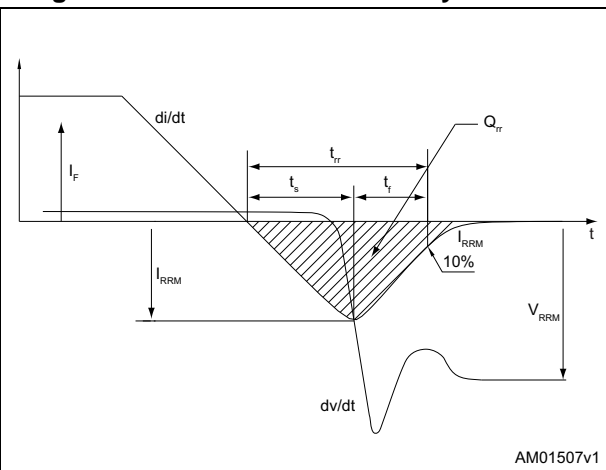 di/dt
Q_rr
t_rr
I_F
t_s
t_f
I_RRM
t
10%
I_RRM
V_RRM
dv/dt
AM01507v1